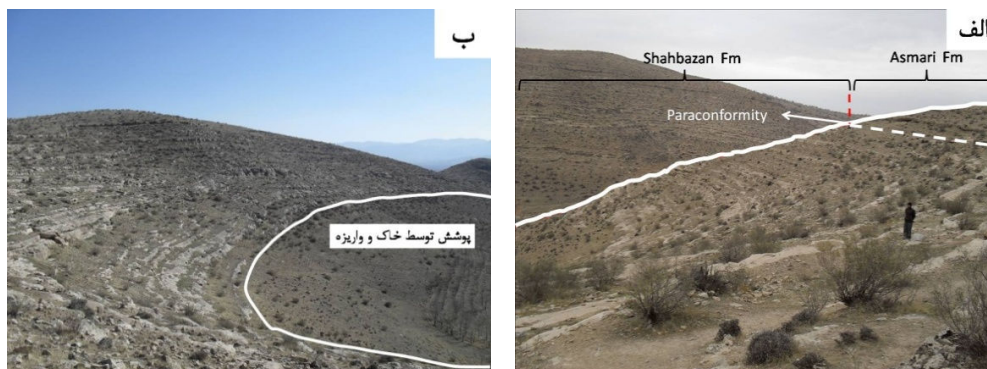 ب
پوشش توسط خاک و واریزه
الف
Shahbazan Fm
Asmari Fm
Paraconformity